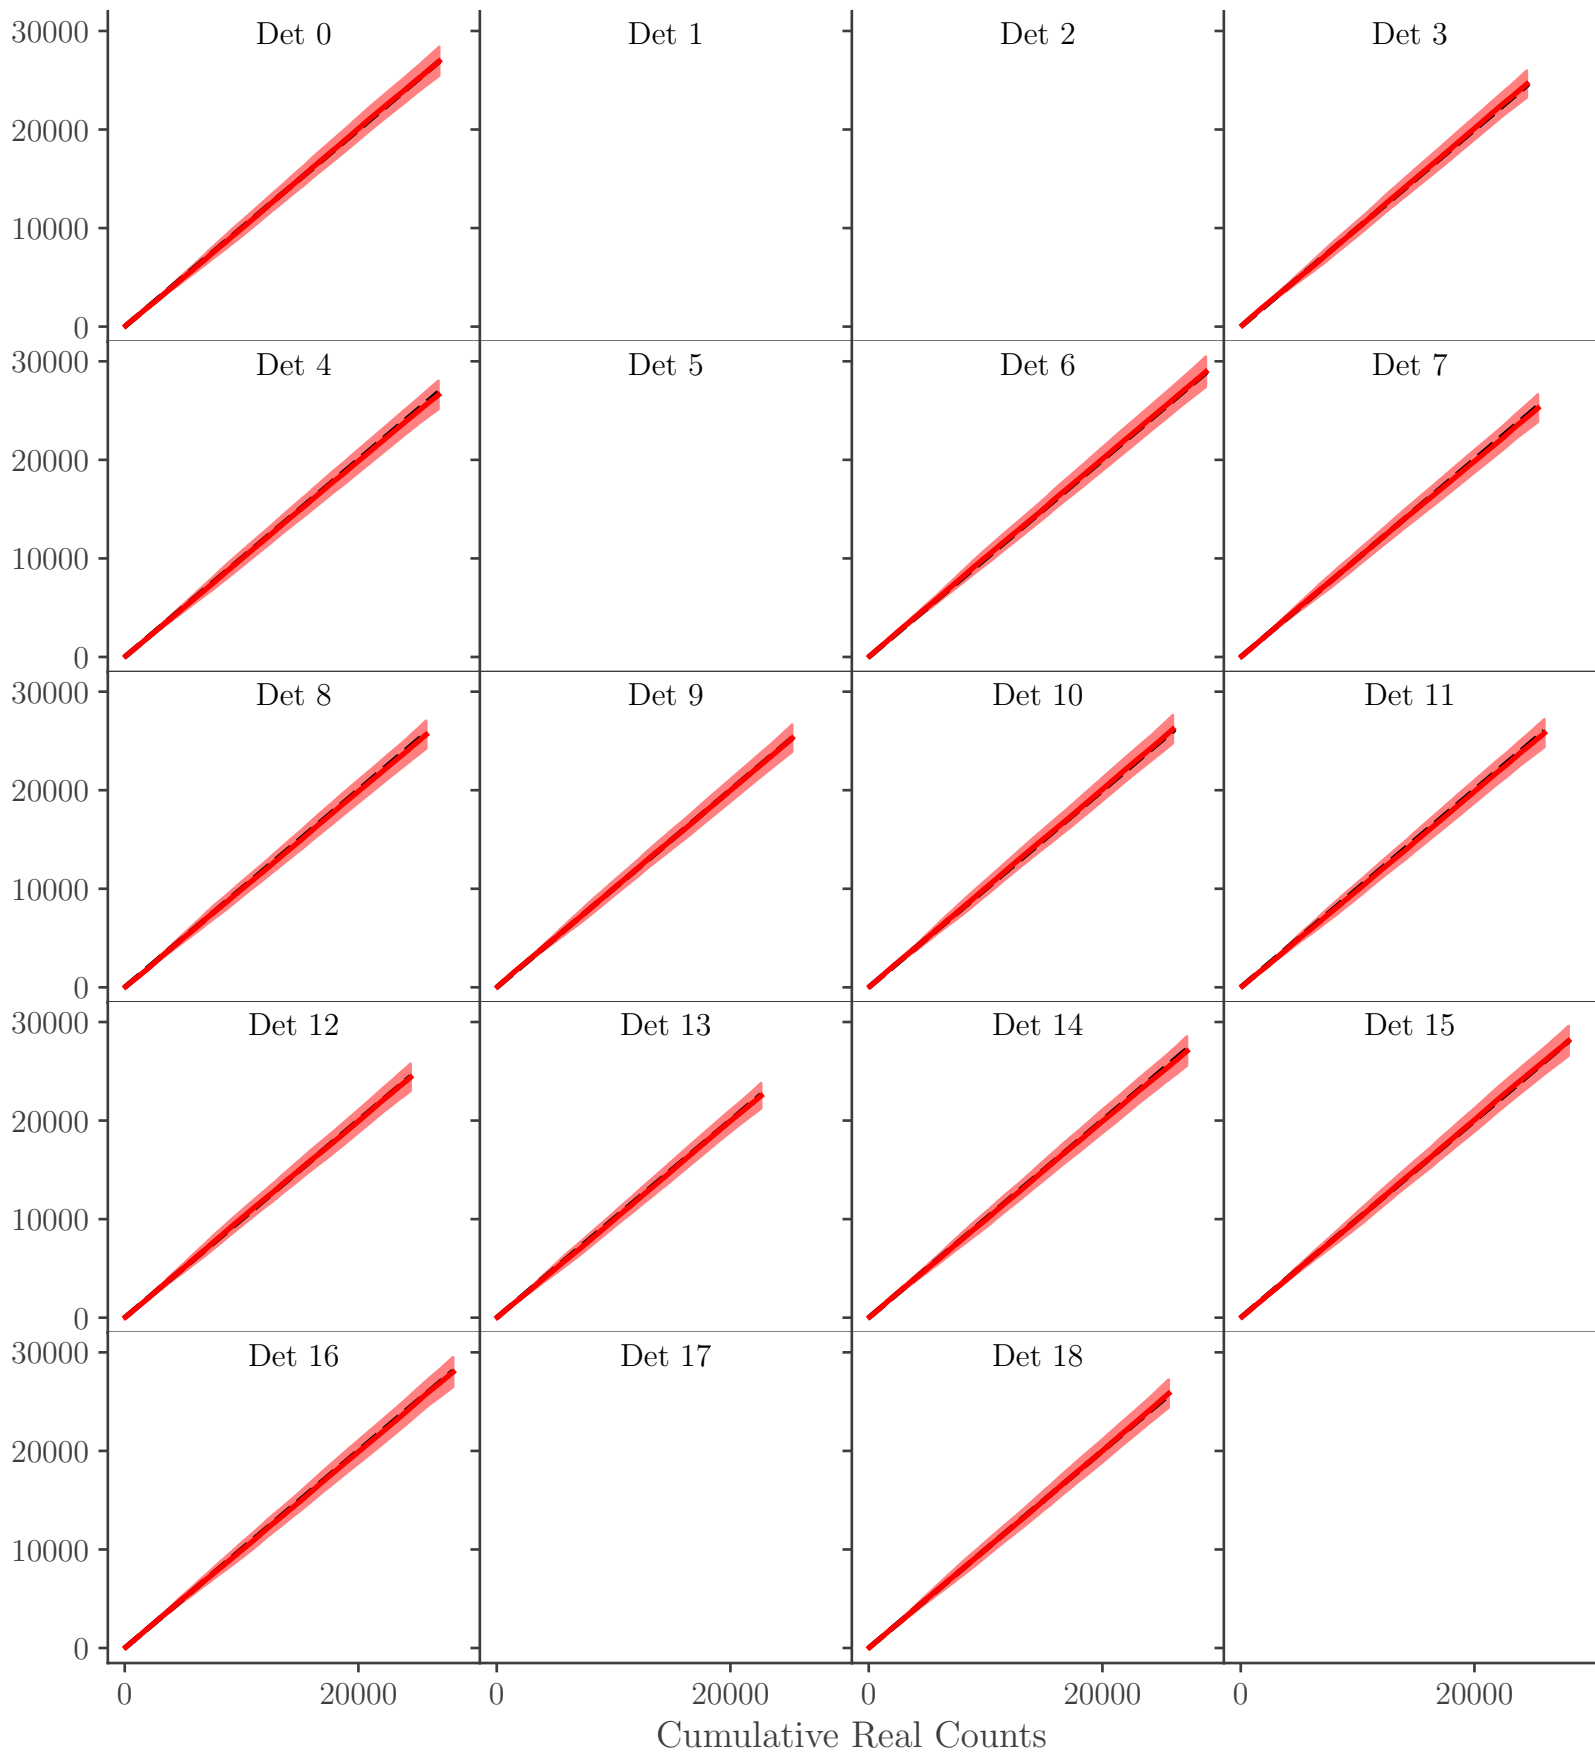 30000 Det 0 Det 1 Det 2 Det 3
20000
10000
0
30000 Det 4 Det 5 Det 6 Det 7
20000
10000
0
30000 Det 8 Det 9 Det 10 Det 11
20000
10000
0
30000 Det 12 Det 13 Det 14 Det 15
20000
10000
0
30000 Det 16 Det 17 Det 18
20000
10000
0
0 20000 0 20000 0 20000 0 20000
Cumulative Real Counts